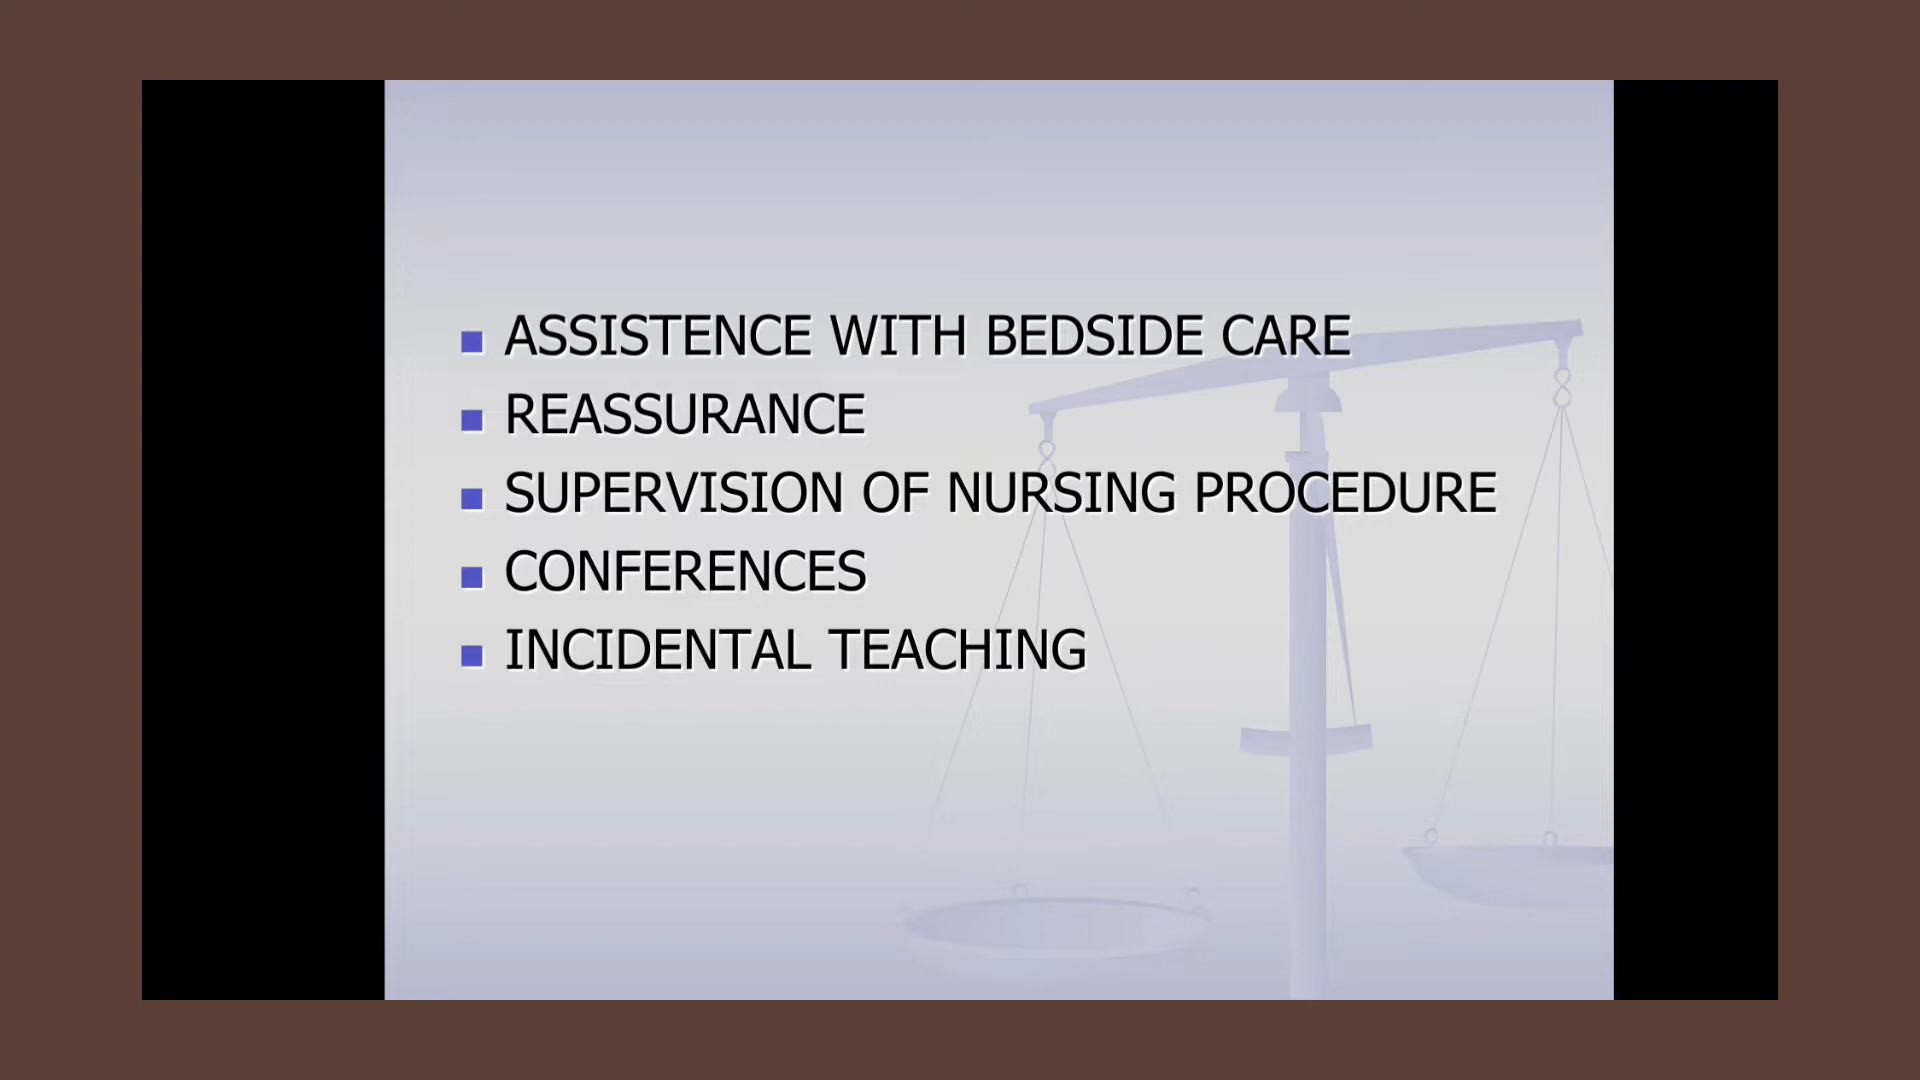 ASSISTENCE WITH BEDSIDE CARE
REASSURANCE
SUPERVISION OF NURSING PROCEDURE
CONFERENCES
INCIDENTAL TEACHING